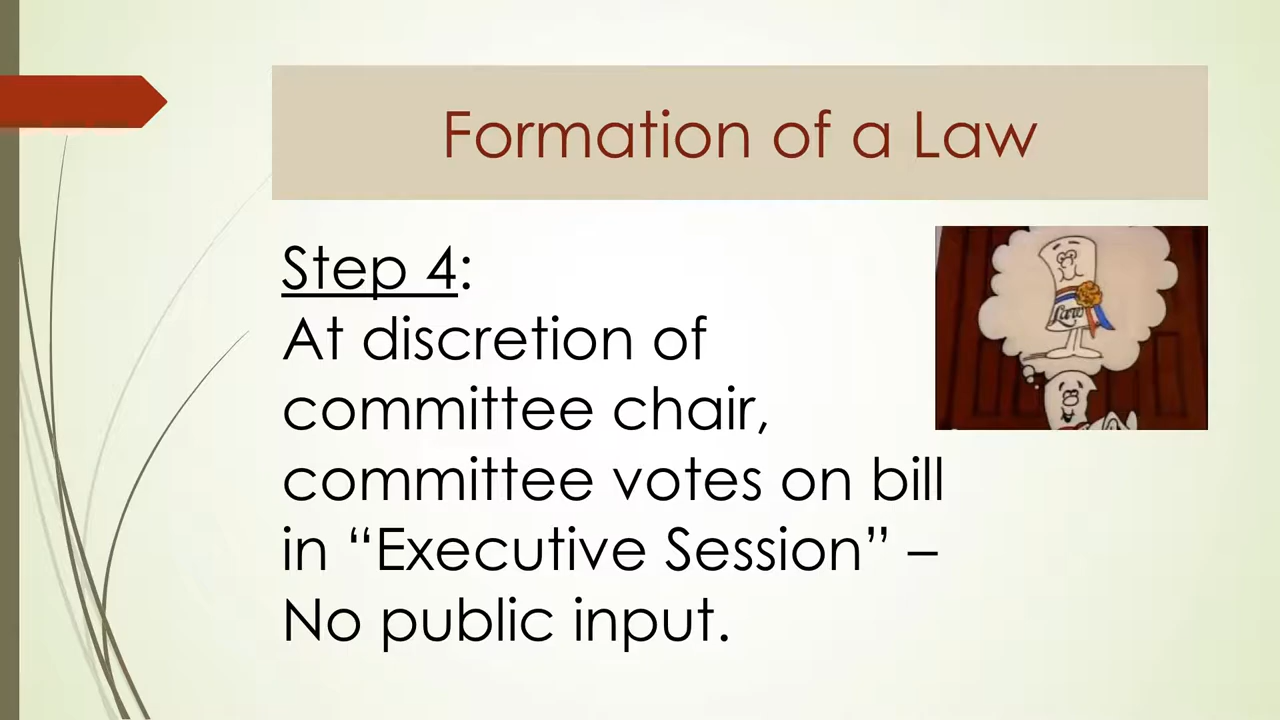 Formation of a Law
Step 4:
At discretion of
committee chair,
committee votes on bill
in “Executive Session” –
No public input.
Law